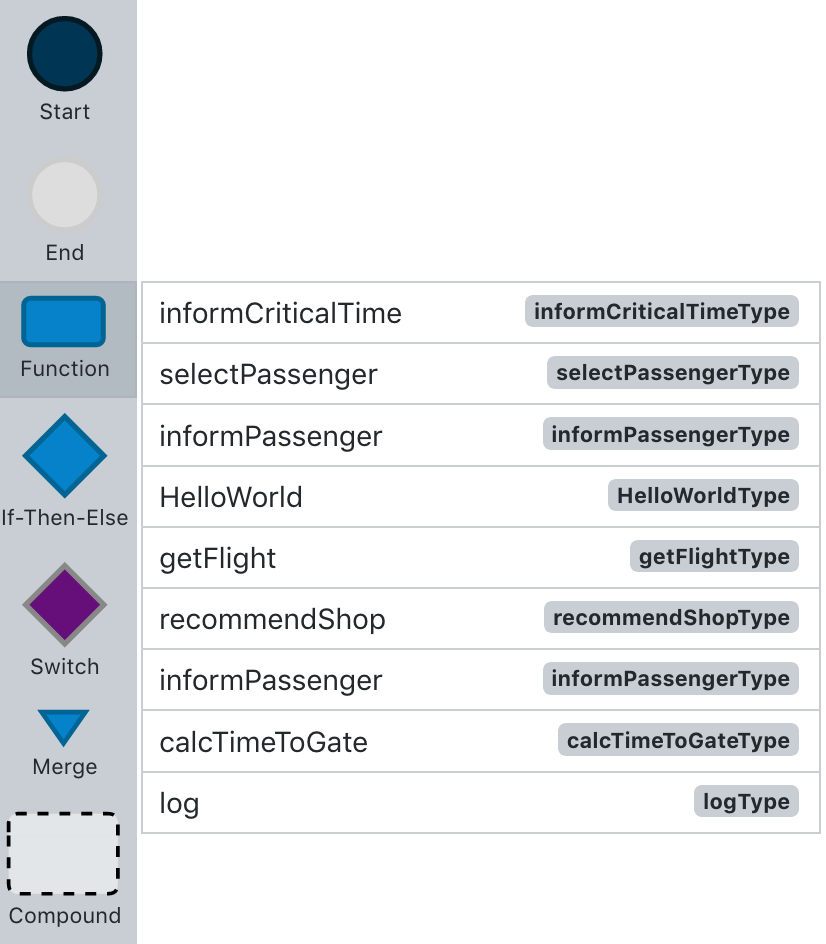 Start
End
Function
If-Then-Else
Switch
Merge
Compound
informCriticalTime informCriticalTimeType
selectPassenger selectPassengerType
informPassenger informPassengerType
HelloWorld HelloWorldType
getFlight getFlightType
recommendShop recommendShopType
informPassenger informPassengerType
calcTimeToGate calcTimeToGateType
log logType